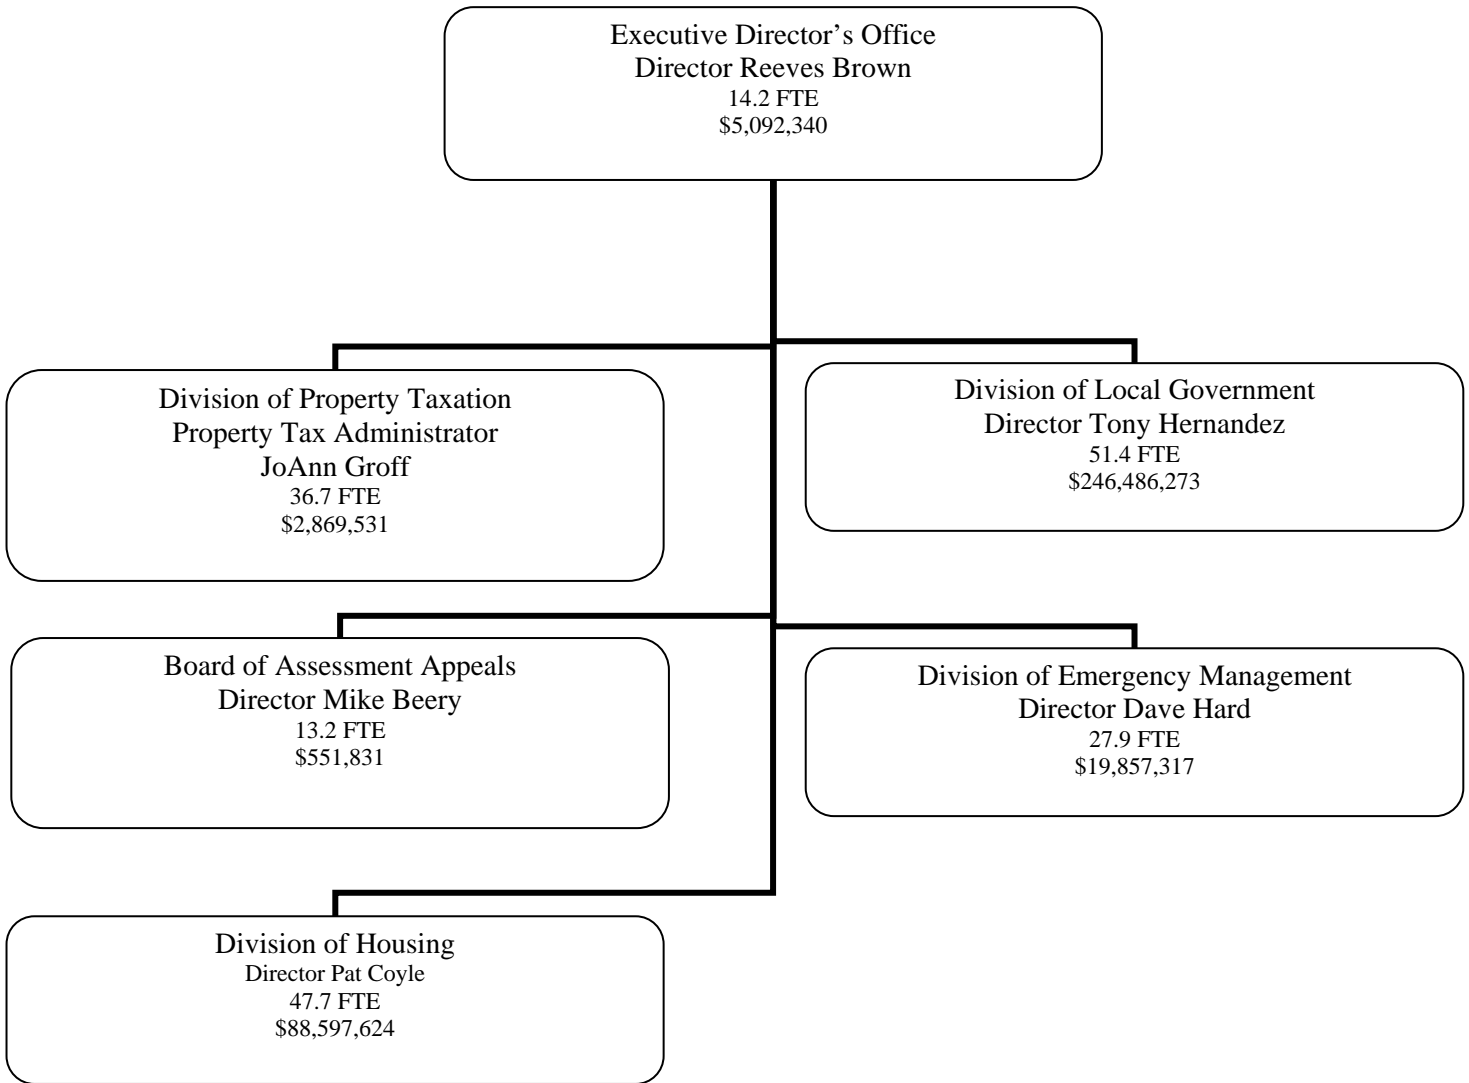 Executive Director’s Office
Director Reeves Brown
14.2 FTE
$5,092,340
Division of Property Taxation
Property Tax Administrator
JoAnn Groff
36.7 FTE
$2,869,531
Division of Local Government
Director Tony Hernandez
51.4 FTE
$246,486,273
Board of Assessment Appeals
Director Mike Beery
13.2 FTE
$551,831
Division of Emergency Management
Director Dave Hard
27.9 FTE
$19,857,317
Division of Housing
Director Pat Coyle
47.7 FTE
$88,597,624